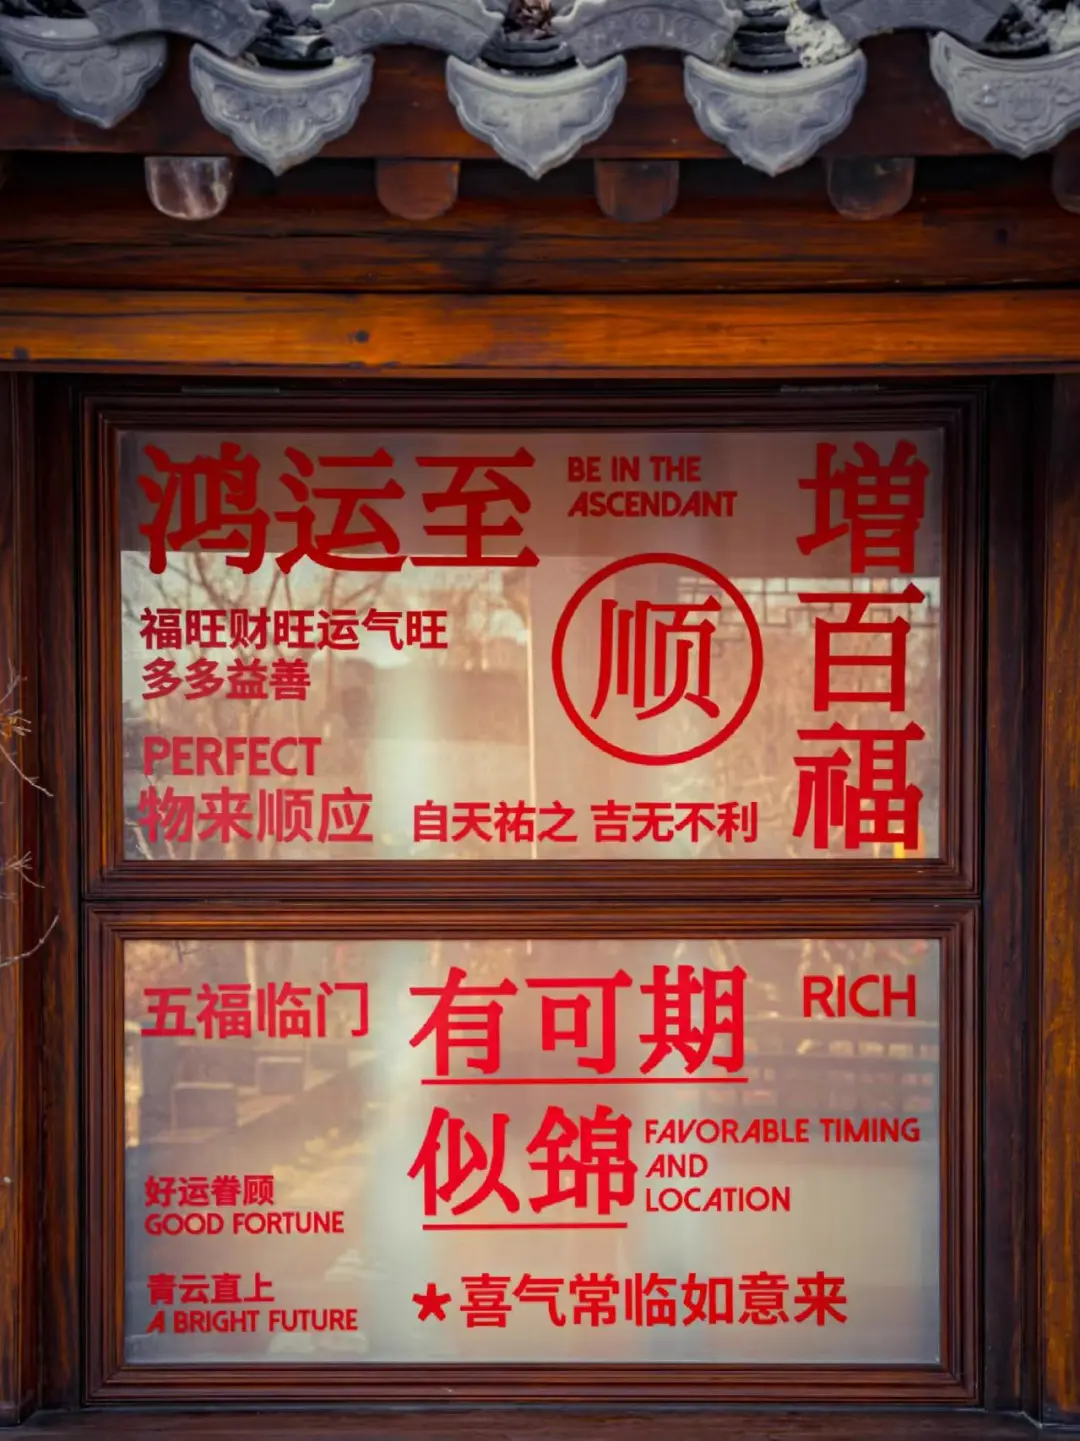 鸿运至
BE IN THE
ASCENDANT
增百福
顺
福旺财旺运气旺
多多益善
PERFECT
物来顺应
自天祐之 吉无不利
五福临门
有可期
RICH
似锦
FAVORABLE TIMING
AND
LOCATION
好运眷顾
GOOD FORTUNE
青云直上
A BRIGHT FUTURE
★喜气常临如意来